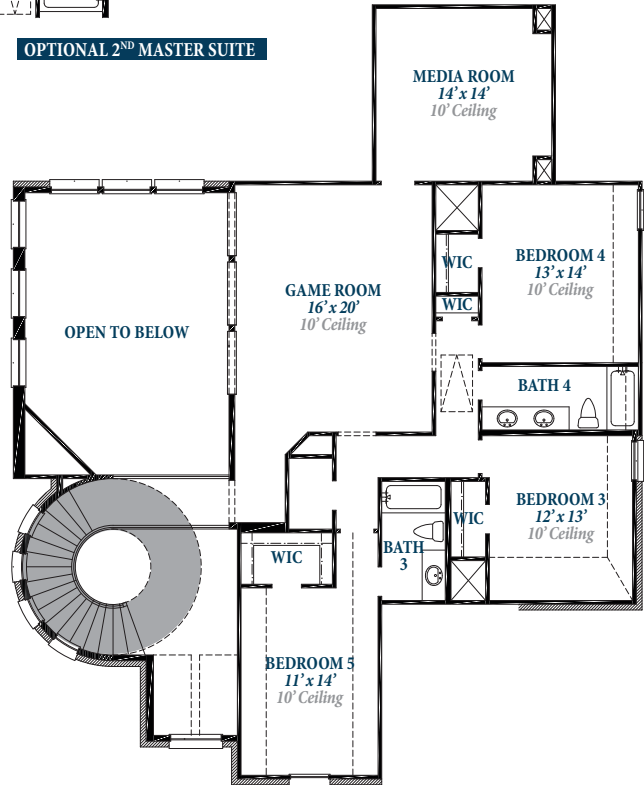 OPTIONAL 2ND MASTER SUITE
MEDIA ROOM
14' x 14'
10' Ceiling
WIC
BEDROOM 4
13' x 14'
10' Ceiling
GAME ROOM
16' x 20'
10' Ceiling
WIC
OPEN TO BELOW
BATH 4
BEDROOM 3
12' x 13'
10' Ceiling
WIC
BATH
3
WIC
BEDROOM 5
11' x 14'
10' Ceiling